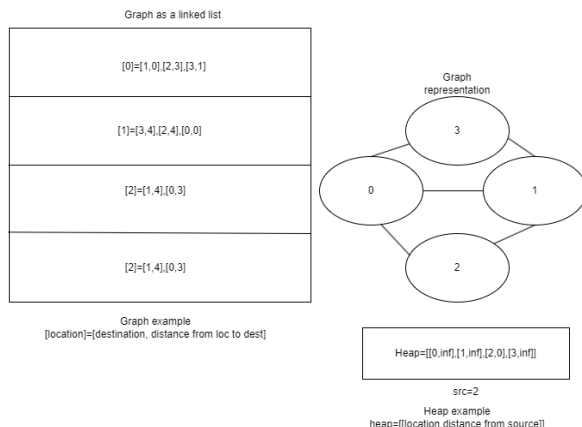 Graph as a linked list
[0]=[1,0],[2,3],[3,1]
[1]=[3,4],[2,4],[0,0]
[2]=[1,4],[0,3]
[2]=[1,4],[0,3]
Graph example
[location]=[destination, distance from loc to dest]
Graph
representation
3
0
1
2
Heap=[[0,inf],[1,inf],[2,0],[3,inf]]
src=2
Heap example
heap=[[location,distance from source]]